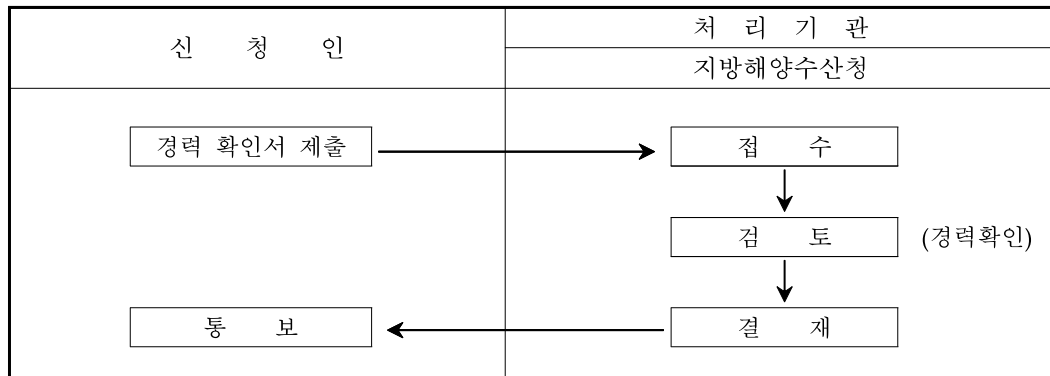 신 청 인
처 리 기 관
지방해양수산청
경력 확인서 제출
접 수
검 토 (경력확인)
통 보
결 재